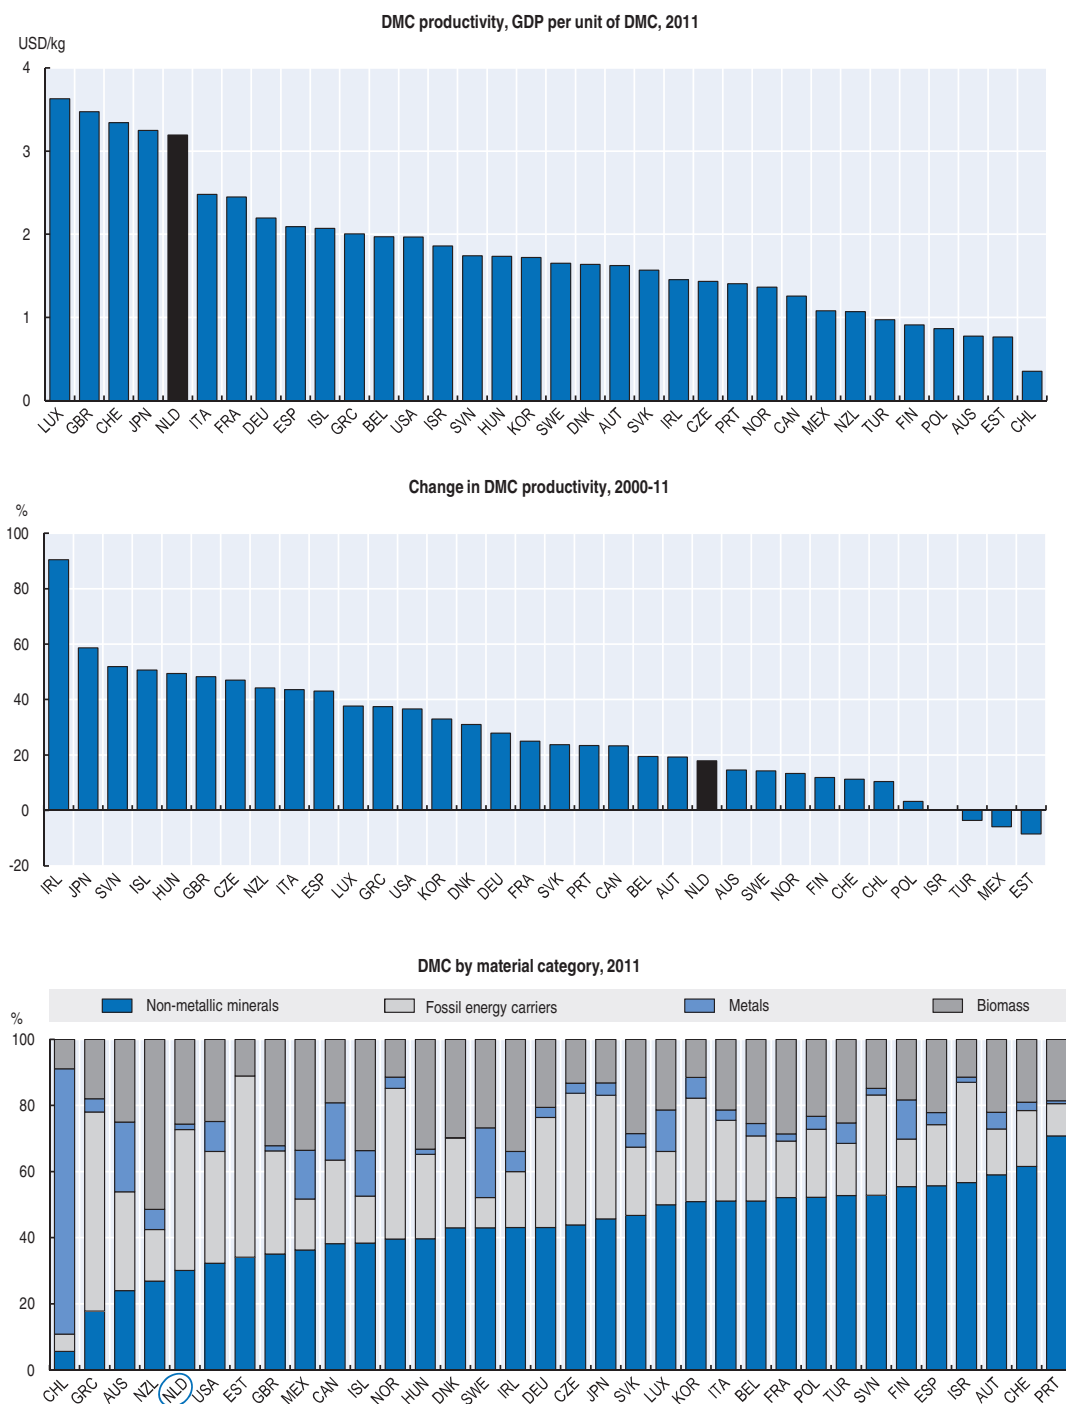 DMC productivity, GDP per unit of DMC, 2011
USD/kg
4
3
2
1
0
LUX GBR CHE JPN NLD ITA FRA DEU ESP ISL GRC BEL USA ISR SVN HUN KOR SWE DNK AUT SVK IRL CZE PRT NOR CAN MEX NZL TUR FIN POL AUS EST CHL
Change in DMC productivity, 2000-11
%
100
80
60
40
20
0
-20
IRL JPN SVN ISL HUN GBR CZE NZL ITA ESP LUX GRC USA KOR DNK DEU FRA SVK PRT CAN BEL AUT NLD AUS SWE NOR FIN CHE CHL POL ISR TUR MEX EST
DMC by material category, 2011
Non-metallic minerals Fossil energy carriers Metals Biomass
%
100
80
60
40
20
0
CHL GRC AUS NZL NLD USA EST GBR MEX CAN ISL NOR HUN DNK SWE IRL DEU CZE JPN SVK LUX KOR ITA BEL FRA POL TUR SVN FIN ESP ISR AUT CHE PRT